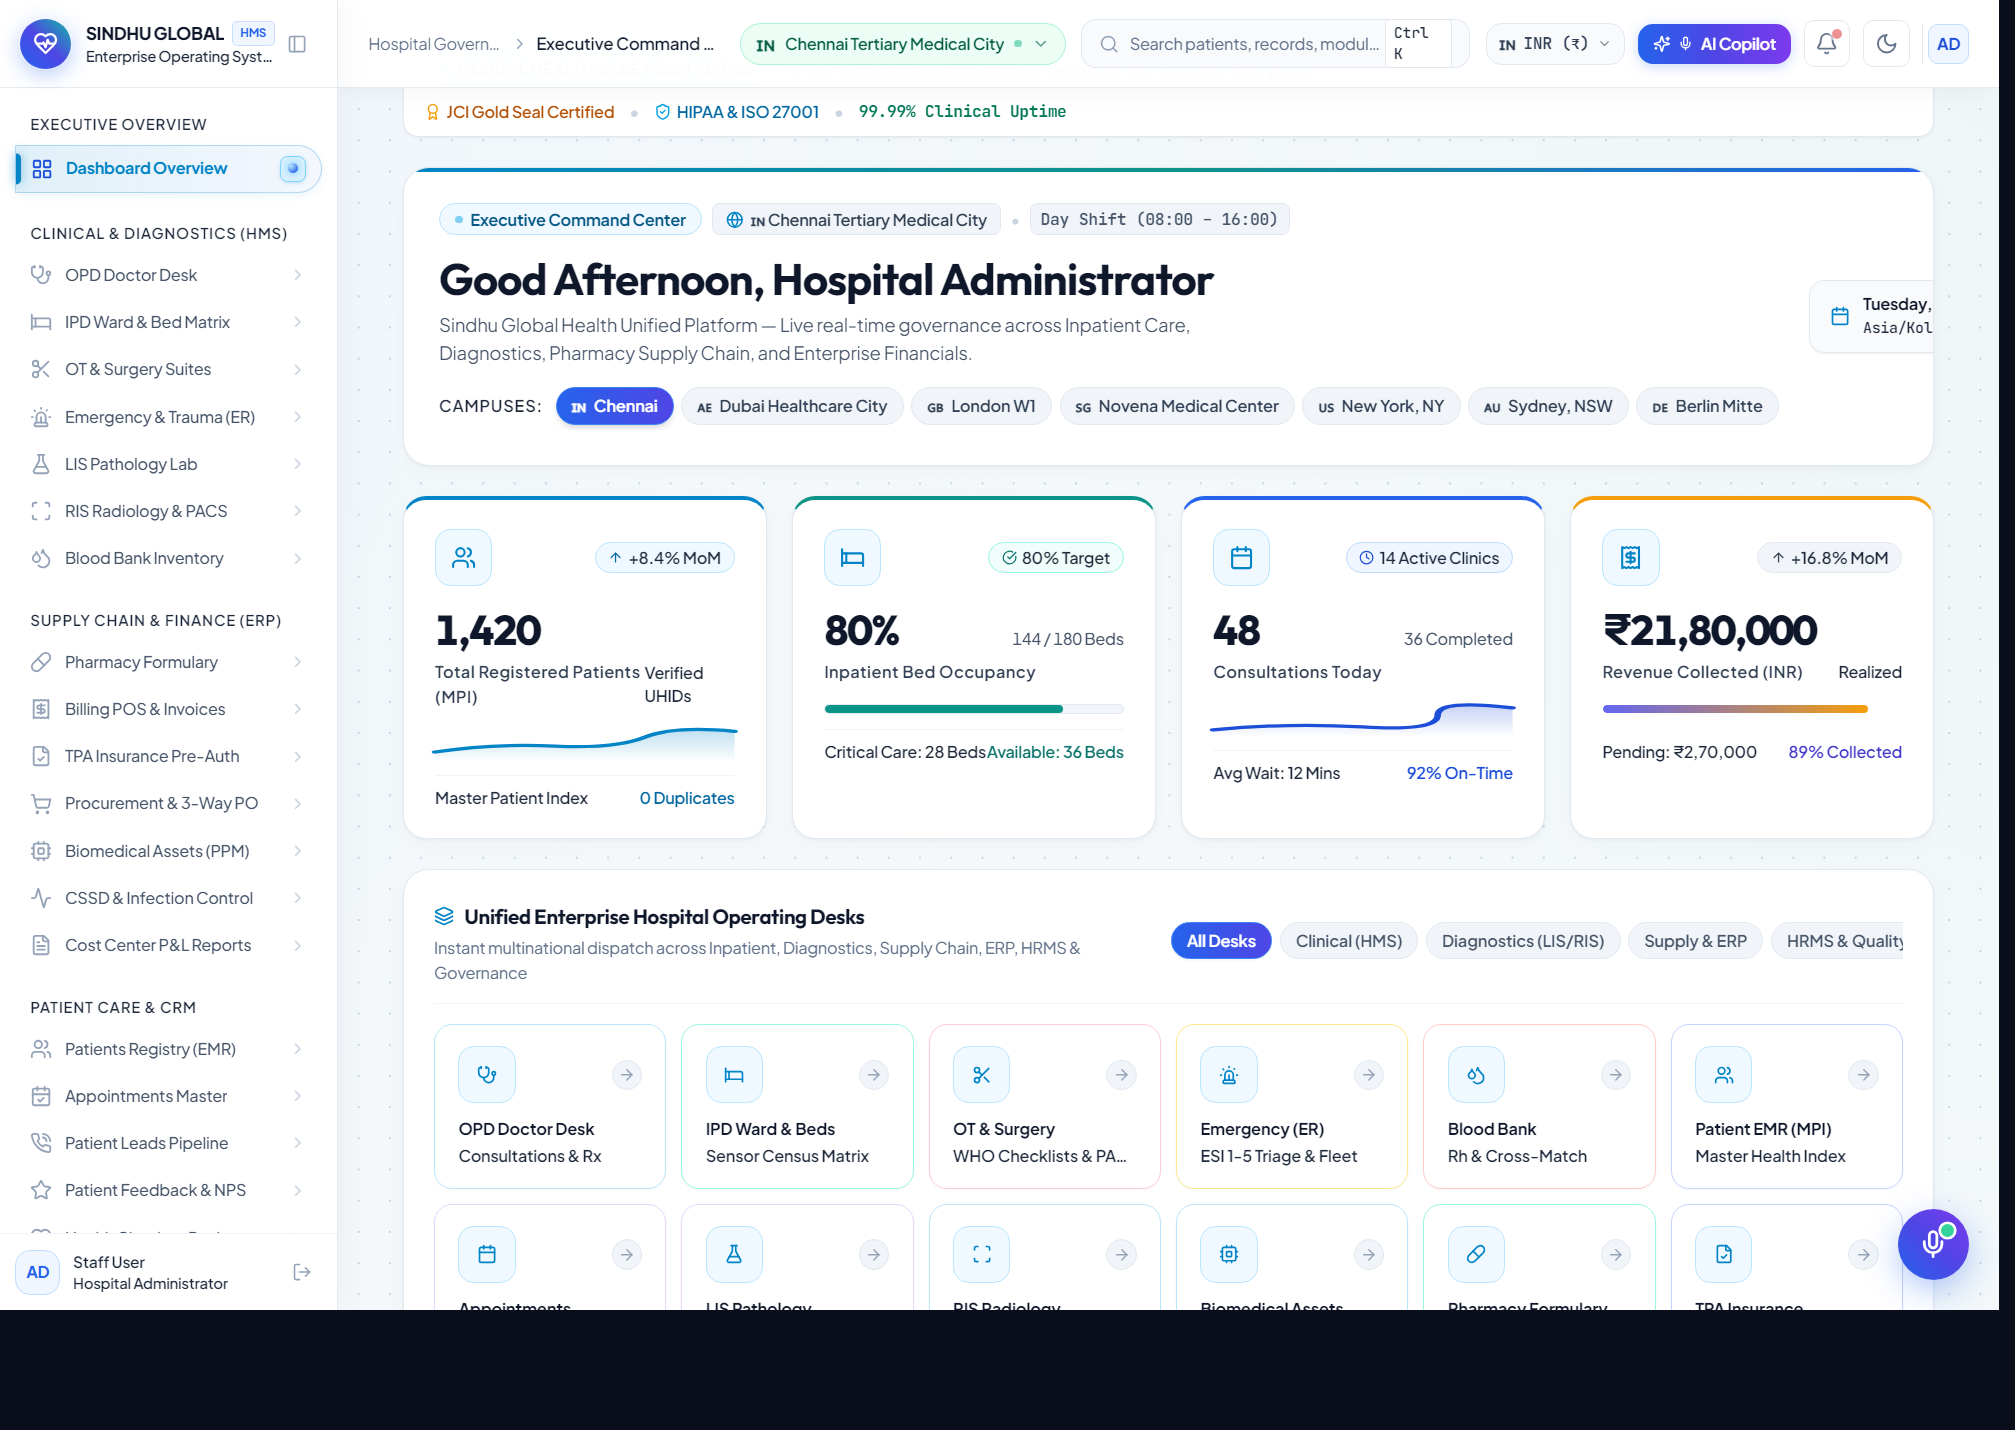 SINDHU GLOBAL HMS
Enterprise Operating Syst...
Hospital Govern... > Executive Command ...
IN Chennai Tertiary Medical City
Search patients, records, modul... Ctrl K
IN INR (₹)
AI Copilot
AD
EXECUTIVE OVERVIEW
Dashboard Overview
CLINICAL & DIAGNOSTICS (HMS)
OPD Doctor Desk
IPD Ward & Bed Matrix
OT & Surgery Suites
Emergency & Trauma (ER)
LIS Pathology Lab
RIS Radiology & PACS
Blood Bank Inventory
SUPPLY CHAIN & FINANCE (ERP)
Pharmacy Formulary
Billing POS & Invoices
TPA Insurance Pre-Auth
Procurement & 3-Way PO
Biomedical Assets (PPM)
CSSD & Infection Control
Cost Center P&L Reports
PATIENT CARE & CRM
Patients Registry (EMR)
Appointments Master
Patient Leads Pipeline
Patient Feedback & NPS
AD
Staff User
Hospital Administrator
JCI Gold Seal Certified • HIPAA & ISO 27001 • 99.99% Clinical Uptime
Executive Command Center
IN Chennai Tertiary Medical City • Day Shift (08:00 - 16:00)
Good Afternoon, Hospital Administrator
Sindhu Global Health Unified Platform — Live real-time governance across Inpatient Care,
Diagnostics, Pharmacy Supply Chain, and Enterprise Financials.
Tuesday,
Asia/Kol
CAMPUSES: IN Chennai AE Dubai Healthcare City GB London W1 SG Novena Medical Center US New York, NY AU Sydney, NSW DE Berlin Mitte
+8.4% MoM
1,420
Total Registered Patients (MPI)
Verified UHIDs
Master Patient Index 0 Duplicates
80% Target
80% 144 / 180 Beds
Inpatient Bed Occupancy
Critical Care: 28 Beds Available: 36 Beds
14 Active Clinics
48 36 Completed
Consultations Today
Avg Wait: 12 Mins 92% On-Time
+16.8% MoM
₹21,80,000
Revenue Collected (INR) Realized
Pending: ₹2,70,000 89% Collected
Unified Enterprise Hospital Operating Desks
Instant multinational dispatch across Inpatient, Diagnostics, Supply Chain, ERP, HRMS &
Governance
All Desks Clinical (HMS) Diagnostics (LIS/RIS) Supply & ERP HRMS & Quality
OPD Doctor Desk
Consultations & Rx
IPD Ward & Beds
Sensor Census Matrix
OT & Surgery
WHO Checklists & PA...
Emergency (ER)
ESI 1-5 Triage & Fleet
Blood Bank
Rh & Cross-Match
Patient EMR (MPI)
Master Health Index
Appointments
LIS Pathology
RIS Radiology
Biomedical Assets
Pharmacy Formulary
TPA Insurance